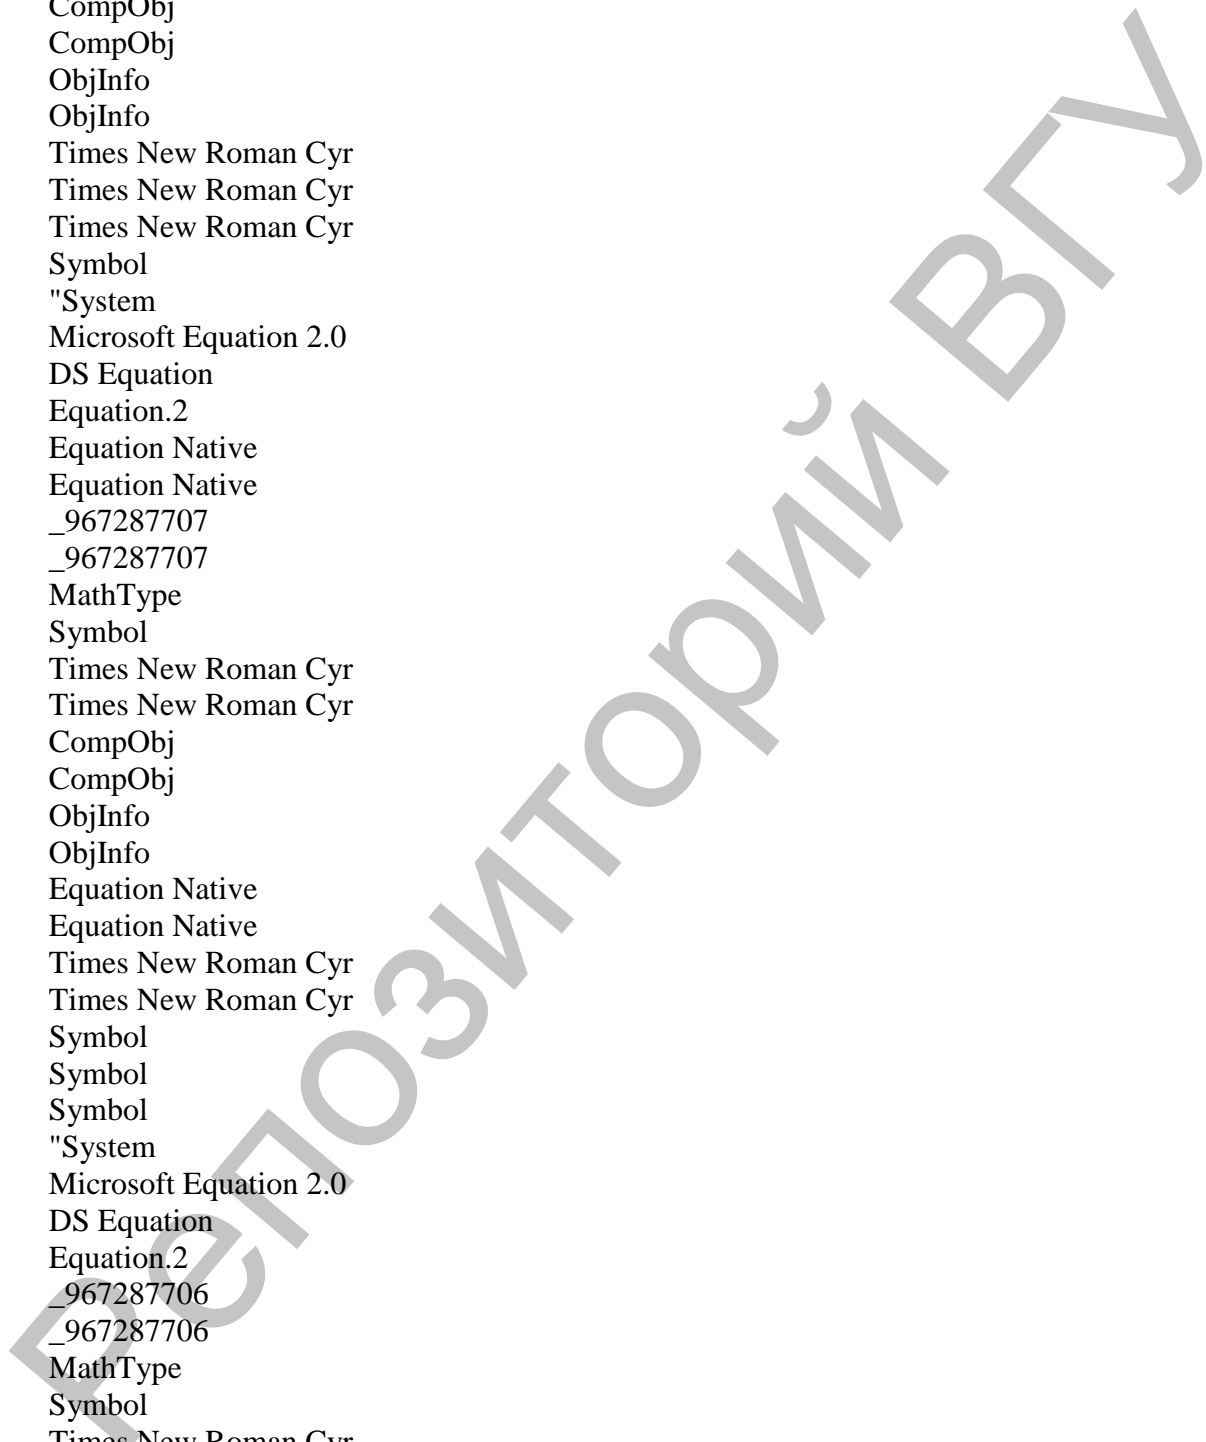 CompObj
CompObj
ObjInfo
ObjInfo
Times New Roman Cyr
Times New Roman Cyr
Times New Roman Cyr
Symbol
"System
Microsoft Equation 2.0
DS Equation
Equation.2
Equation Native
Equation Native
_967287707
_967287707
MathType
Symbol
Times New Roman Cyr
Times New Roman Cyr
CompObj
CompObj
ObjInfo
ObjInfo
Equation Native
Equation Native
Times New Roman Cyr
Times New Roman Cyr
Symbol
Symbol
Symbol
"System
Microsoft Equation 2.0
DS Equation
Equation.2
_967287706
_967287706
MathType
Symbol
Times New Roman Cyr
Репозиторий ВГУ